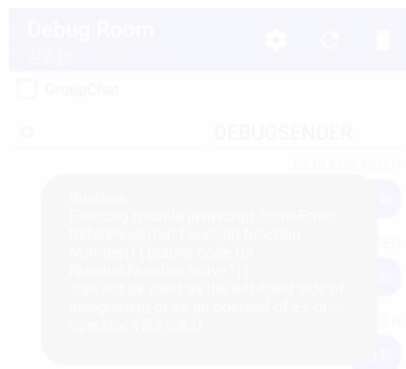 Debug Room
GroupChat
DEBUGSENDER
DEBUGSENDER
Runtime
Error:org.mozilla.javascript.EcmaError:
ReferenceError: Function function
Number() { [native code for
Number.Number, arity=1] }
can not be used as the left-hand side of
assignment or as an operand of ++ or --
operator.